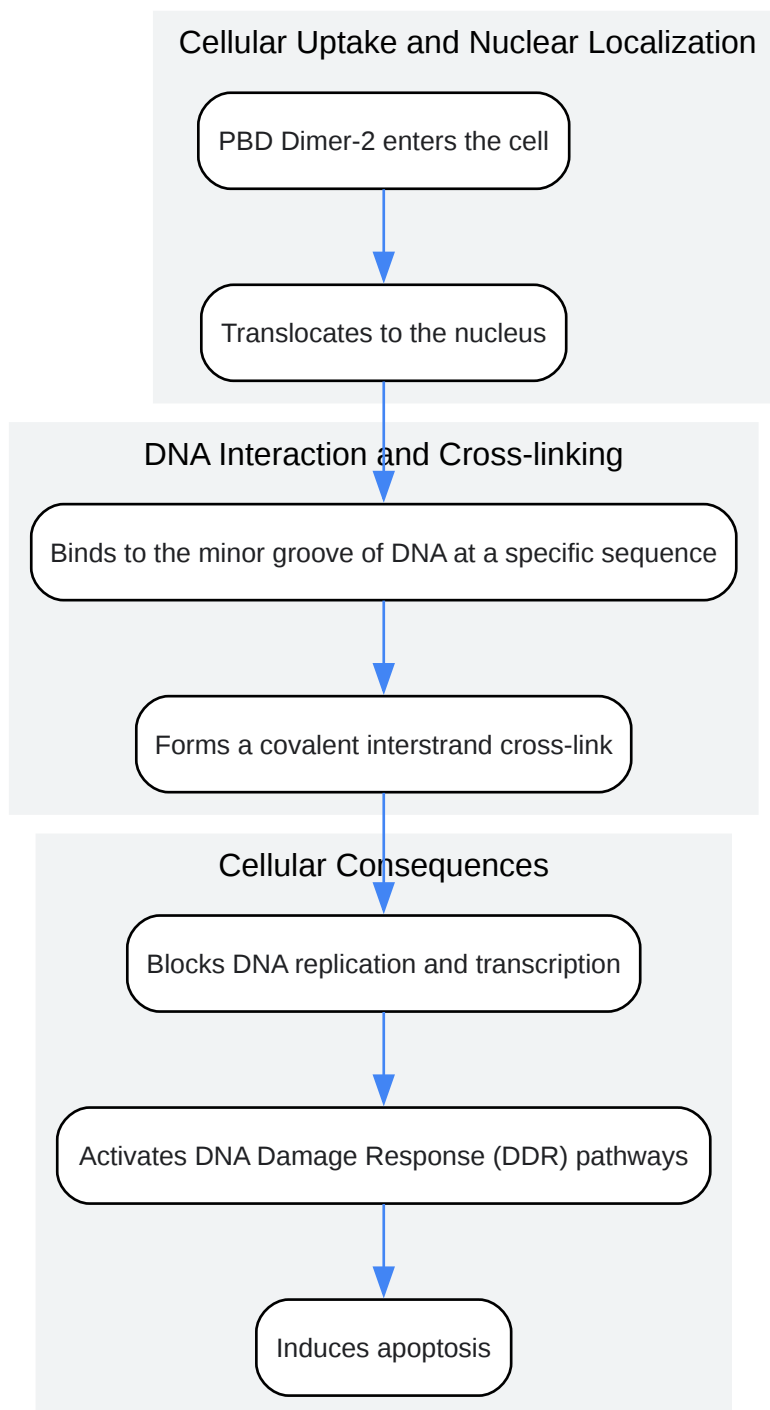 Cellular Uptake and Nuclear Localization
PBD Dimer-2 enters the cell
Translocates to the nucleus
DNA Interaction and Cross-linking
Binds to the minor groove of DNA at a specific sequence
Forms a covalent interstrand cross-link
Cellular Consequences
Blocks DNA replication and transcription
Activates DNA Damage Response (DDR) pathways
Induces apoptosis